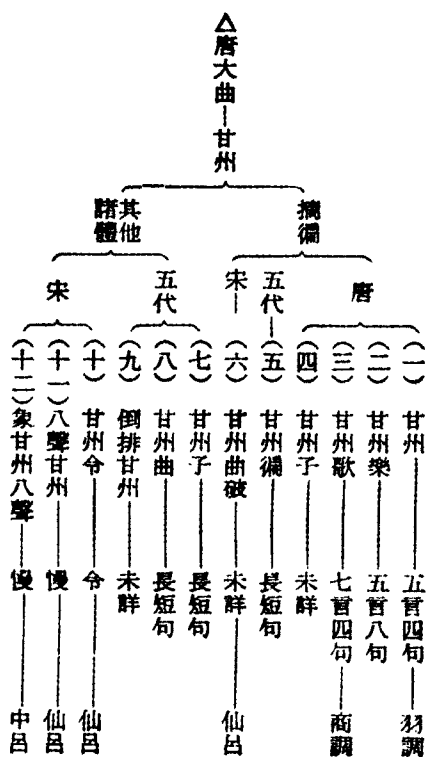 △唐大曲—甘州
摘徧
其他
諸體
唐
五代
宋
五代
宋
(一)甘州——五言四句——羽調
(二)甘州樂——五言八句
(三)甘州歌——七言四句——商調
(四)甘州子——未詳
(五)甘州徧——長短句
(六)甘州曲破——未詳——仙呂
(七)甘州子——長短句
(八)甘州曲——長短句
(九)倒排甘州——未詳
(十)甘州令——令——仙呂
(十一)八聲甘州——慢——仙呂
(十二)象甘州八聲——慢——中呂